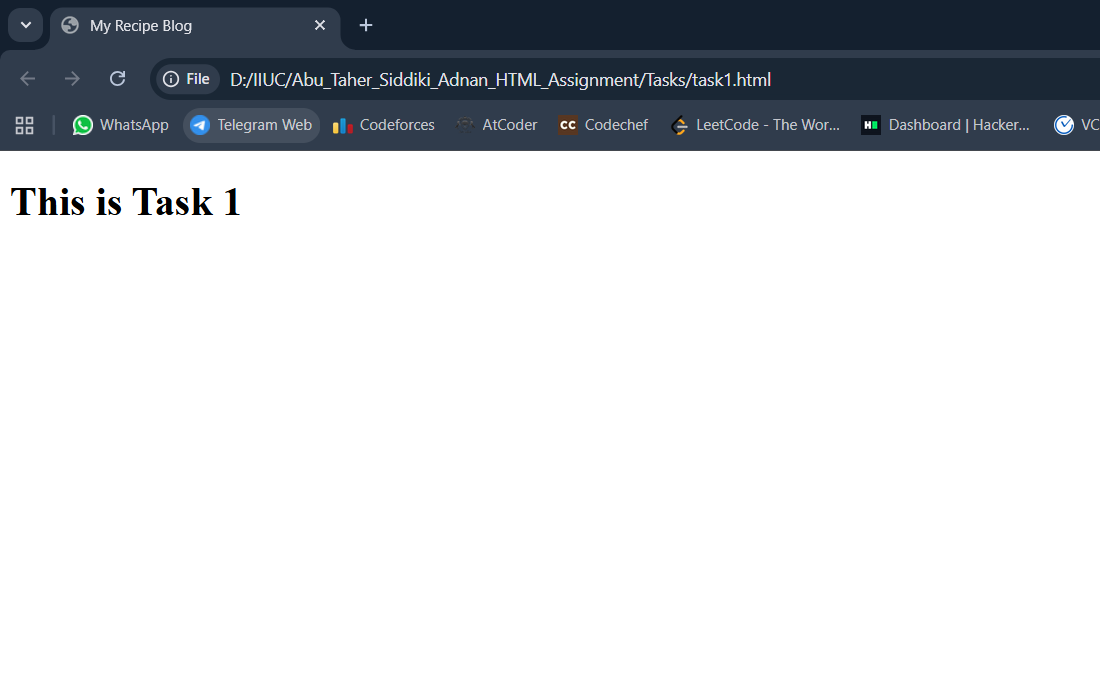 My Recipe Blog
File D:/IIUC/Abu_Taher_Siddiki_Adnan_HTML_Assignment/Tasks/task1.html
WhatsApp Telegram Web Codeforces AtCoder CC Codechef LeetCode - The Wor... H Dashboard | Hacker... VC
This is Task 1